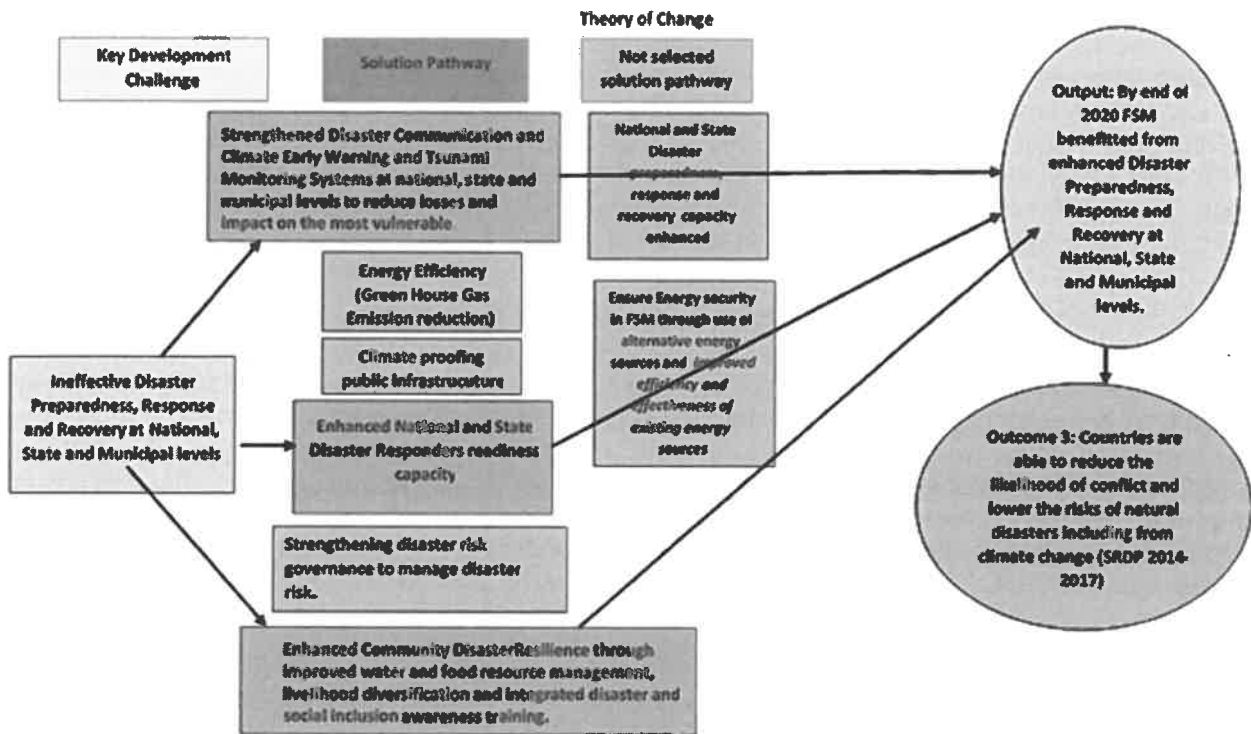 Theory of Change
Key Development
Challenge
Solution Pathway
Not selected
solution pathway
Strengthened Disaster Communication and
Climate Early Warning and Tsunami
Monitoring Systems at national, state and
municipal levels to reduce losses and
impact on the most vulnerable
National and State
Disaster
preparedness,
response and
recovery capacity
enhanced
Output: By end of
2020 FSM
benefitted from
enhanced Disaster
Preparedness,
Response and
Recovery at
National, State
and Municipal
levels.
Energy Efficiency
(Green House Gas
Emission reduction)
Climate proofing
public infrastrucuture
Ensure Energy security
in FSM through use of
alternative energy
sources and improved
efficiency and
effectiveness of
existing energy
sources
Ineffective Disaster
Preparedness, Response
and Recovery at National,
State and Municipal levels
Enhanced National and State
Disaster Responders readiness
capacity
Outcome 3: Countries are
able to reduce the
likelihood of conflict and
lower the risks of natural
disasters including from
climate change (SRDP 2014-
2017)
Strengthening disaster risk
governance to manage disaster
risk.
Enhanced Community DisasterResilience through
improved water and food resource management,
livelihood diversification and integrated disaster and
social inclusion awareness training.